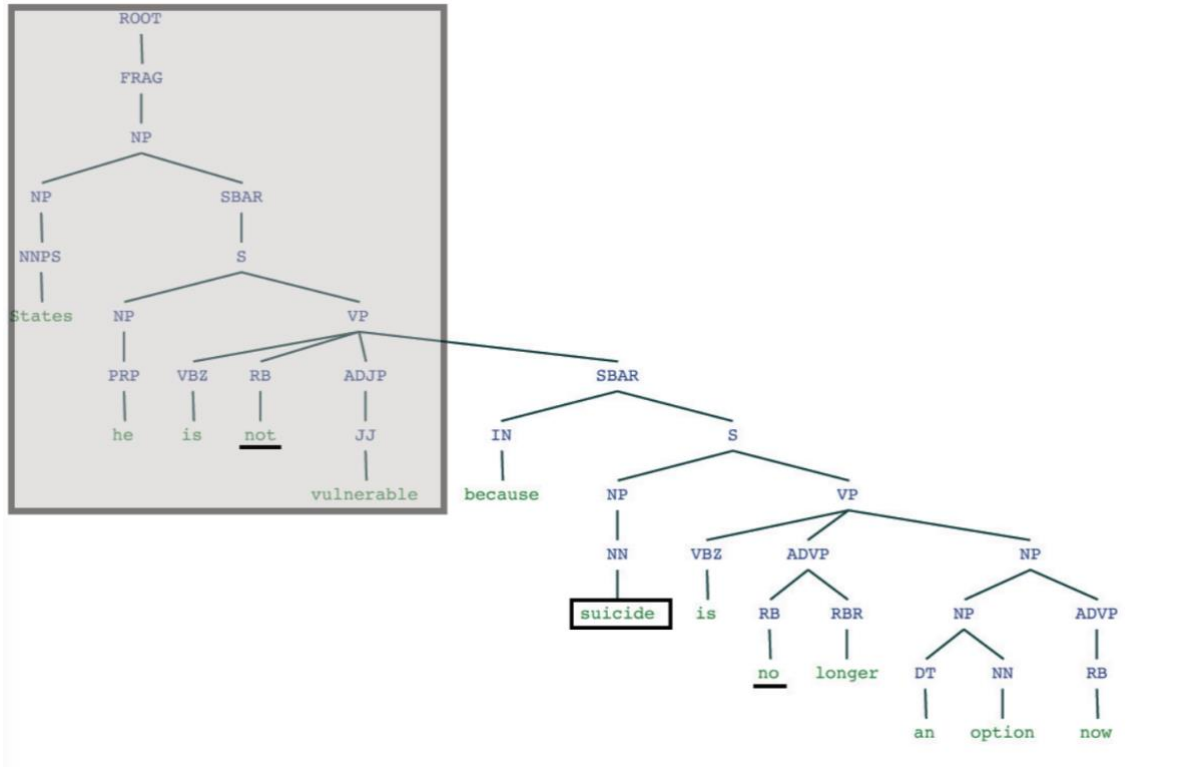 ROOT
FRAG
NP
NP SBAR
NNPS S
States NP VP
PRP VBZ RB ADJP SBAR
he is not JJ IN S
vulnerable because NP VP
NN VBZ ADVP NP
suicide is RB RBR NP ADVP
no longer DT NN RB
an option now